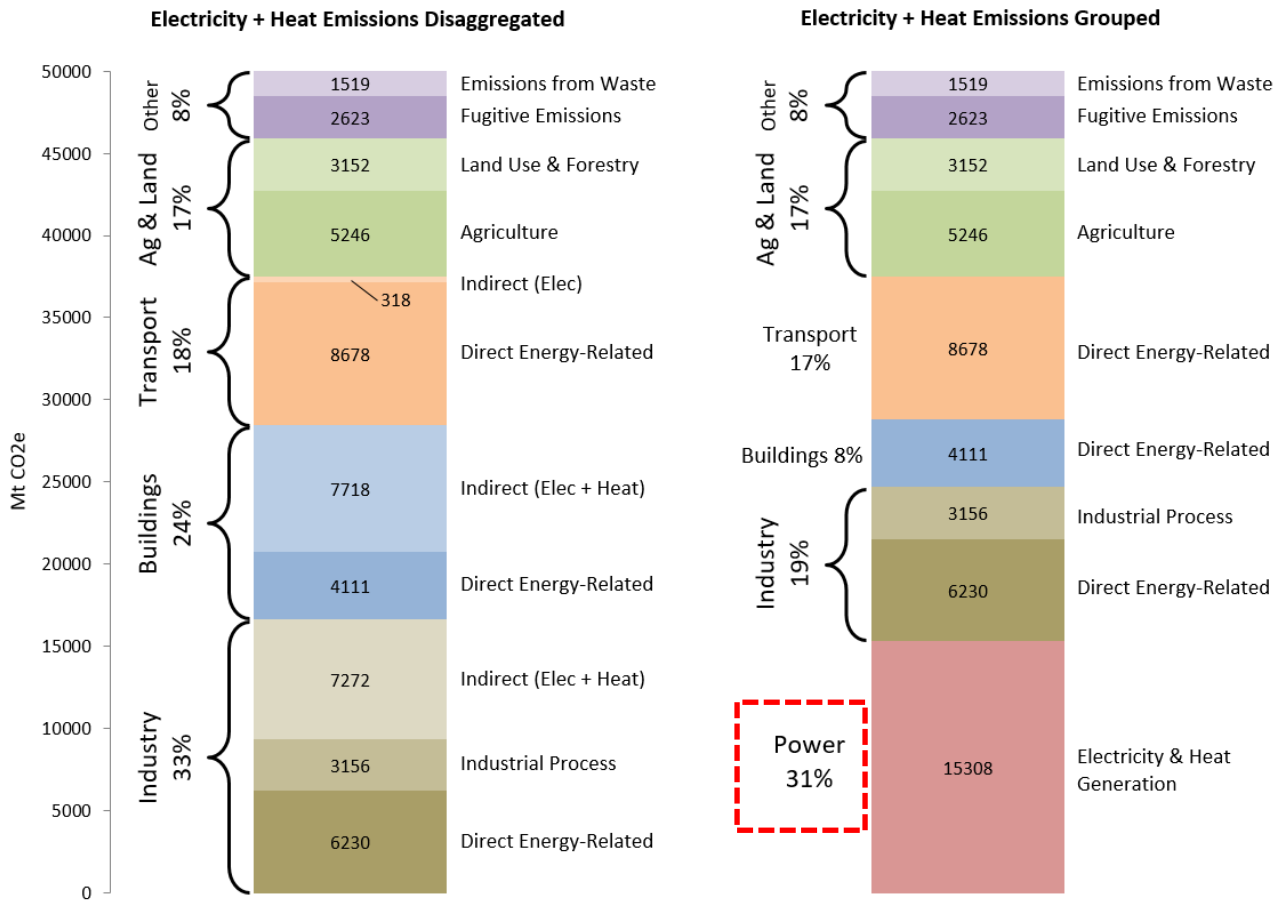 Electricity + Heat Emissions Disaggregated
Mt CO2e
50000
45000
40000
35000
30000
25000
20000
15000
10000
5000
0
Other
8%
Ag & Land
17%
Transport
18%
Buildings
24%
Industry
33%
1519
Emissions from Waste
2623
Fugitive Emissions
3152
Land Use & Forestry
5246
Agriculture
Indirect (Elec)
318
8678
Direct Energy-Related
7718
Indirect (Elec + Heat)
4111
Direct Energy-Related
7272
Indirect (Elec + Heat)
3156
Industrial Process
6230
Direct Energy-Related
Electricity + Heat Emissions Grouped
Other
8%
Ag & Land
17%
Transport
17%
Buildings 8%
Industry
19%
Power
31%
1519
Emissions from Waste
2623
Fugitive Emissions
3152
Land Use & Forestry
5246
Agriculture
8678
Direct Energy-Related
4111
Direct Energy-Related
3156
Industrial Process
6230
Direct Energy-Related
15308
Electricity & Heat
Generation